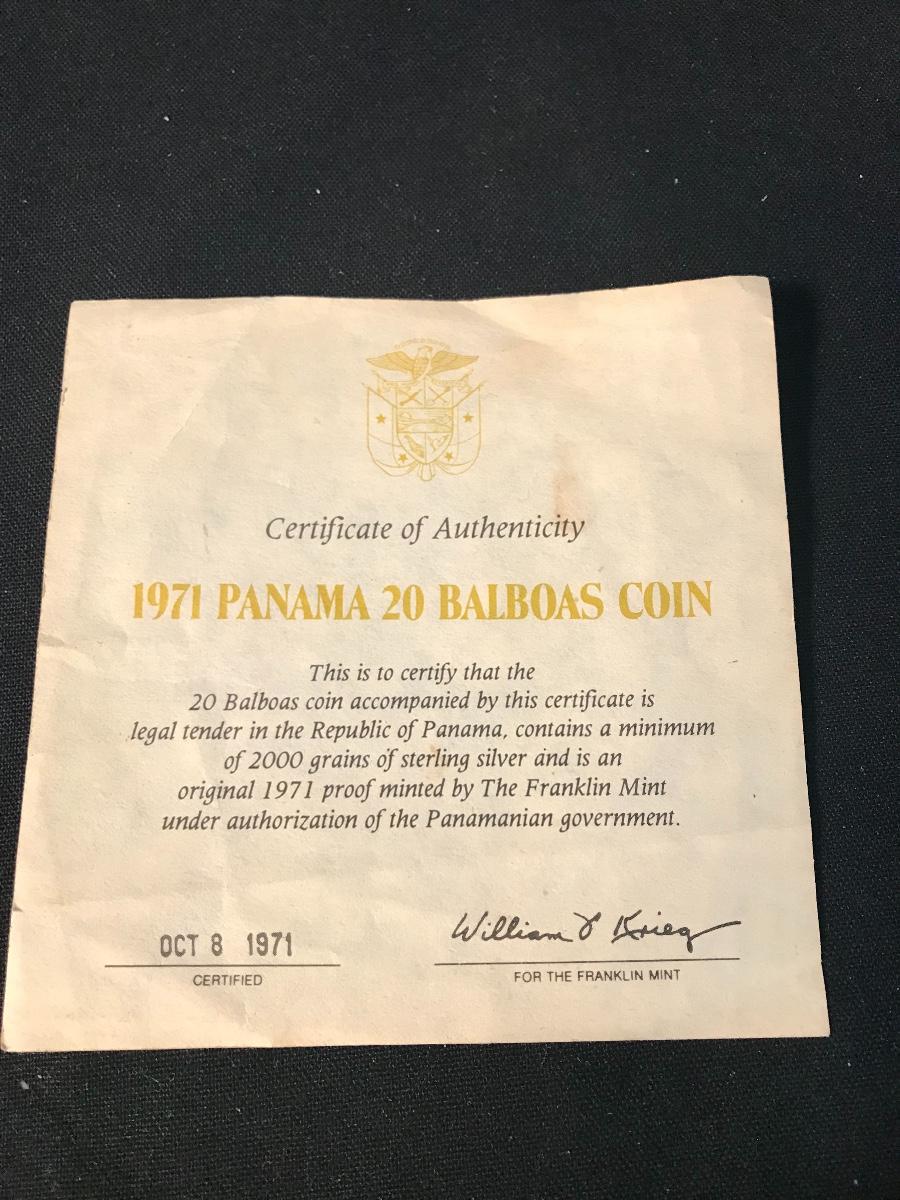 Certificate of Authenticity
1971 PANAMA 20 BALBOAS COIN
This is to certify that the
20 Balboas coin accompanied by this certificate is
legal tender in the Republic of Panama, contains a minimum
of 2000 grains of sterling silver and is an
original 1971 proof minted by The Franklin Mint
under authorization of the Panamanian government.
OCT 8 1971
CERTIFIED
William P Krieg
FOR THE FRANKLIN MINT